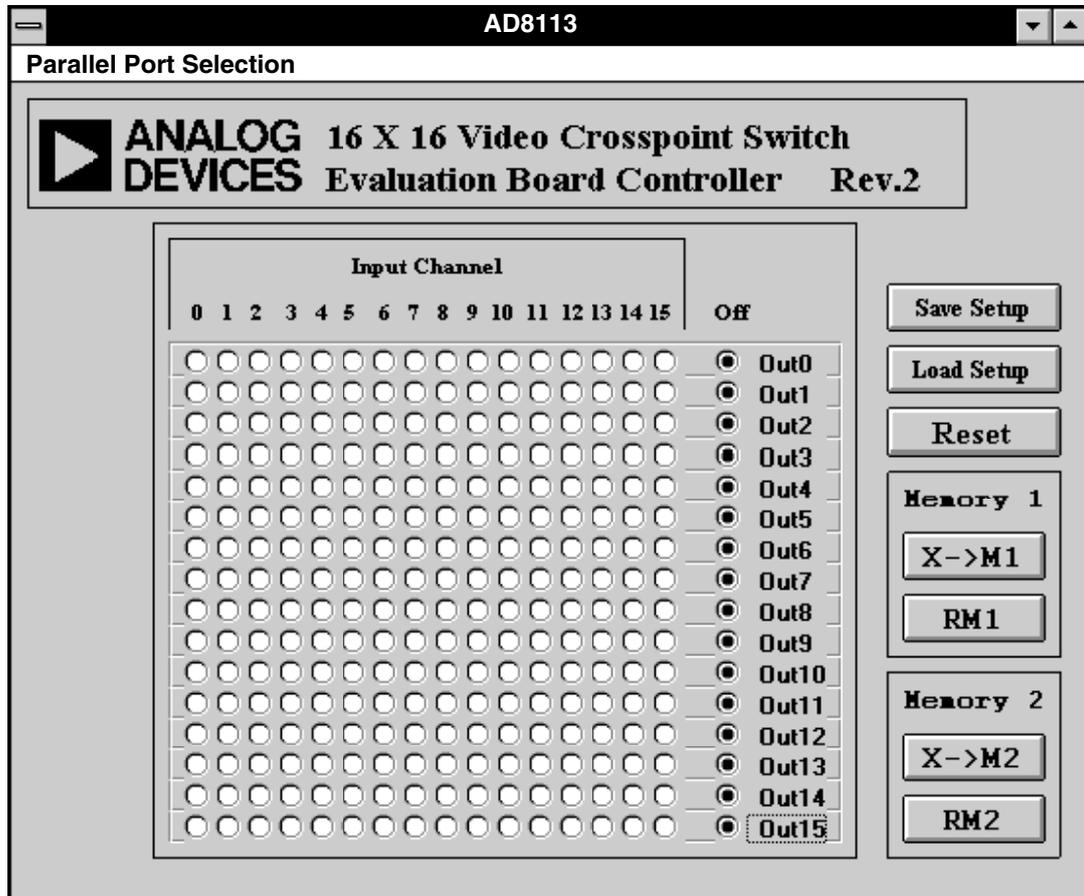 AD8113
Parallel Port Selection
ANALOG DEVICES
16 X 16 Video Crosspoint Switch
Evaluation Board Controller Rev.2
Input Channel
0 1 2 3 4 5 6 7 8 9 10 11 12 13 14 15 Off
Out0
Out1
Out2
Out3
Out4
Out5
Out6
Out7
Out8
Out9
Out10
Out11
Out12
Out13
Out14
Out15
Save Setup
Load Setup
Reset
Memory 1
X->M1
RM1
Memory 2
X->M2
RM2